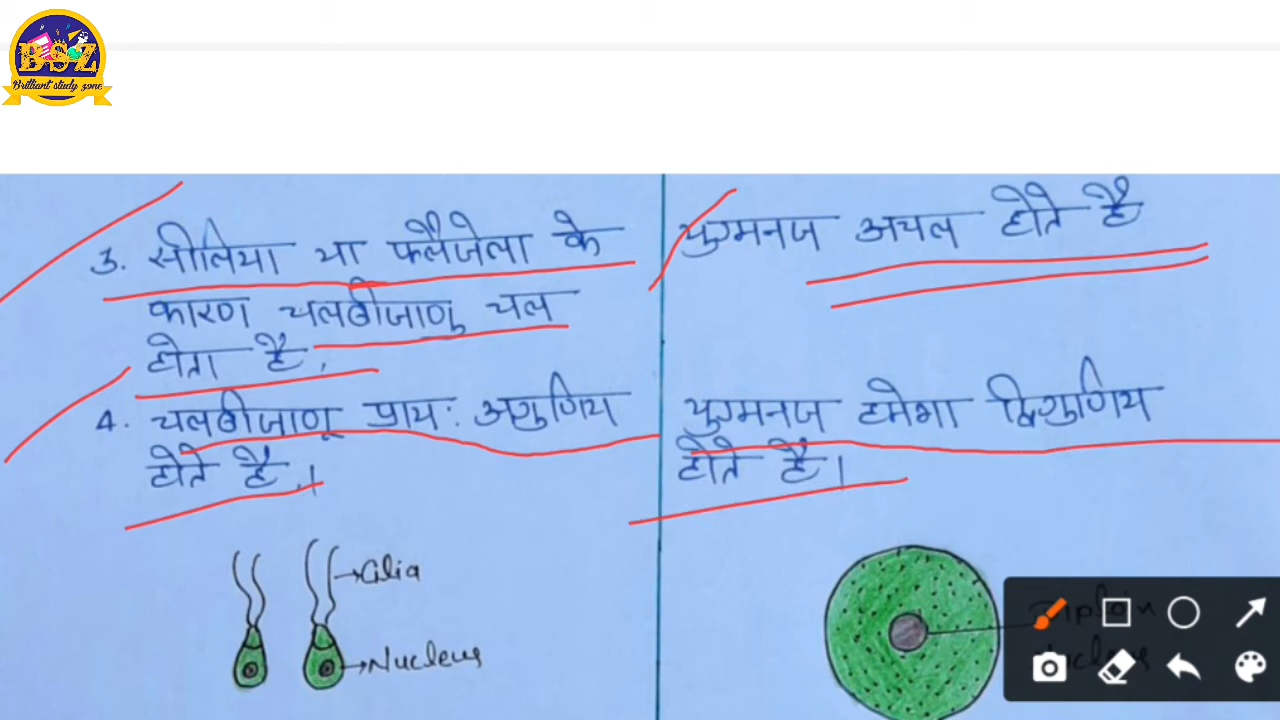 BSZ
Brilliant study zone
3. सीलिया या फ्लैजेला के
कारण चलबीजाणु चल
होता है।
4. चलबीजाणू प्रायः अगुणिय
होते है।
युग्मनज अचल होते है
युग्मनज हमेशा द्विगुणिय
होते है।
Cilia
Nucleus